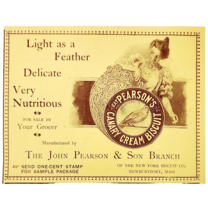 Light as a
Feather
Delicate
Very
Nutritious
FOR SALE BY
Your Grocer
PEARSON'S
CANARY CREAM BISCUIT
Manufactured by
THE JOHN PEARSON & SON BRANCH
OF THE NEW YORK BISCUIT CO.
NEWBURYPORT, MASS
SEND ONE-CENT STAMP
FOR SAMPLE PACKAGE